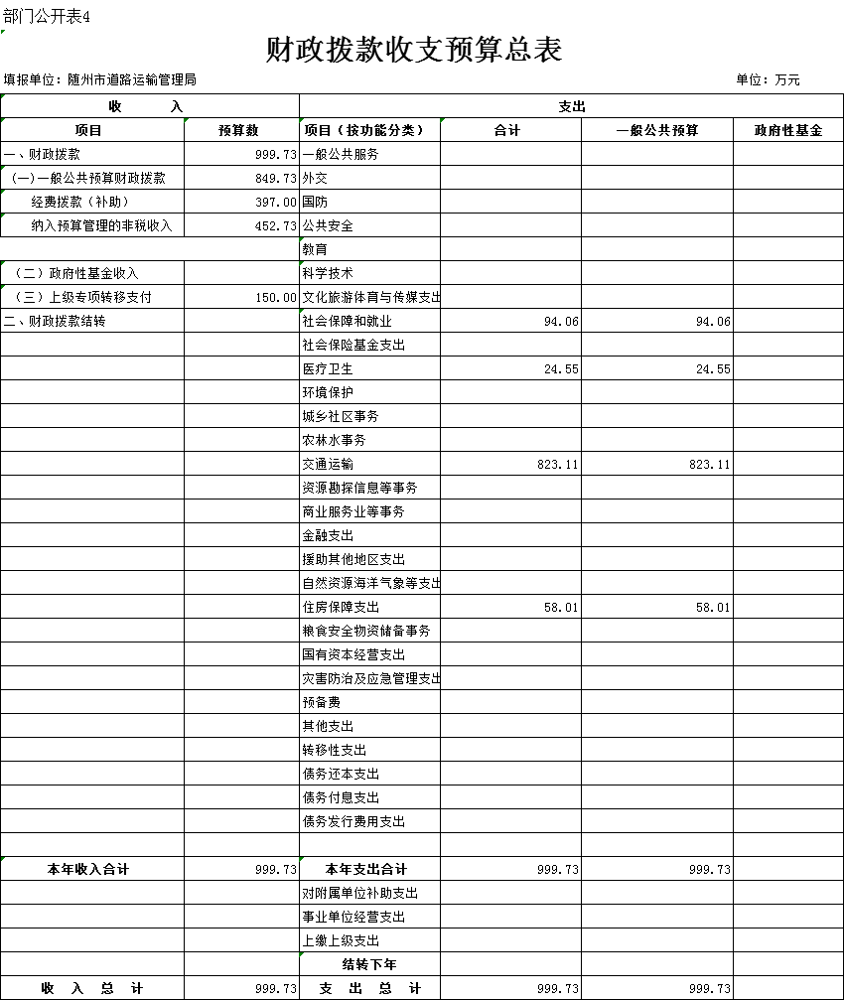 部门公开表4
财政拨款收支预算总表
填报单位：随州市道路运输管理局 单位：万元
收 入 支出
项目 预算数 项目（按功能分类） 合计 一般公共预算 政府性基金
一、财政拨款 999.73 一般公共服务
(一)一般公共预算财政拨款 849.73 外交
经费拨款（补助） 397.00 国防
纳入预算管理的非税收入 452.73 公共安全
教育
（二）政府性基金收入 科学技术
（三）上级专项转移支付 150.00 文化旅游体育与传媒支出
二、财政拨款结转 社会保障和就业 94.06 94.06
社会保险基金支出
医疗卫生 24.55 24.55
环境保护
城乡社区事务
农林水事务
交通运输 823.11 823.11
资源勘探信息等事务
商业服务业等事务
金融支出
援助其他地区支出
自然资源海洋气象等支出
住房保障支出 58.01 58.01
粮食安全物资储备事务
国有资本经营支出
灾害防治及应急管理支出
预备费
其他支出
转移性支出
债务还本支出
债务付息支出
债务发行费用支出
本年收入合计 999.73 本年支出合计 999.73 999.73
对附属单位补助支出
事业单位经营支出
上缴上级支出
结转下年
收 入 总 计 999.73 支 出 总 计 999.73 999.73